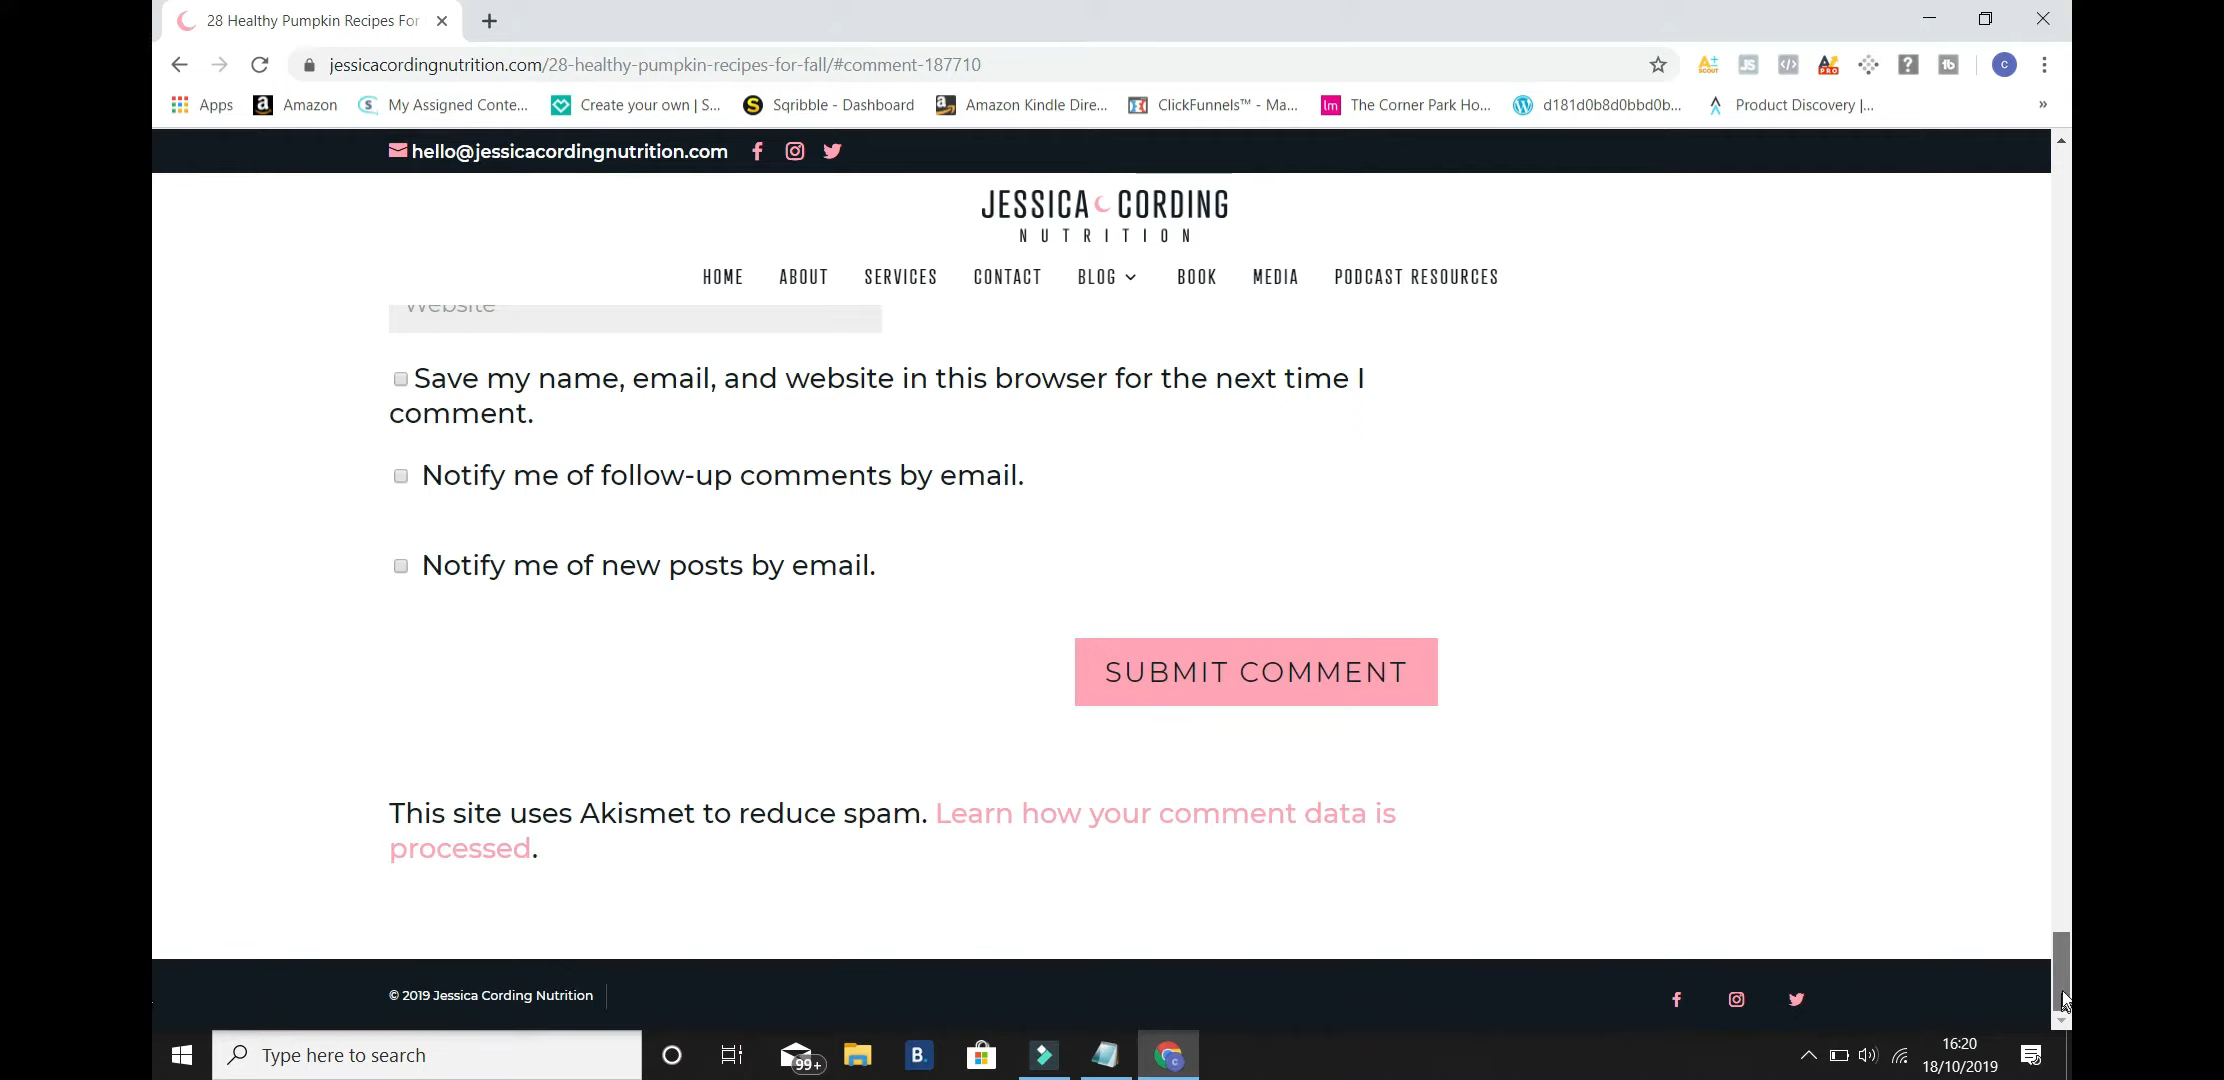 28 Healthy Pumpkin Recipes For
jessicacordingnutrition.com/28-healthy-pumpkin-recipes-for-fall/#comment-187710
Apps Amazon My Assigned Conte... Create your own | S... Sqribble - Dashboard Amazon Kindle Dire... ClickFunnels™ - Ma... The Corner Park Ho... d181d0b8d0bbd0b... Product Discovery |...
hello@jessicacordingnutrition.com
JESSICA CORDING
NUTRITION
HOME ABOUT SERVICES CONTACT BLOG BOOK MEDIA PODCAST RESOURCES
Website
Save my name, email, and website in this browser for the next time I
comment.
Notify me of follow-up comments by email.
Notify me of new posts by email.
SUBMIT COMMENT
This site uses Akismet to reduce spam. Learn how your comment data is
processed.
© 2019 Jessica Cording Nutrition
Type here to search
99+
B.
16:20
18/10/2019